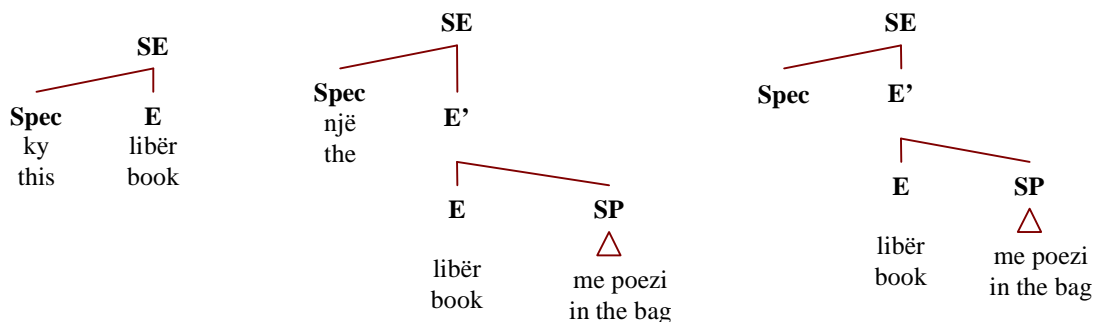 SE
Spec E
ky libër
this book
SE
Spec E’
një
the
E SP
libër me poezi
book in the bag
SE
Spec E’
E SP
libër me poezi
book in the bag